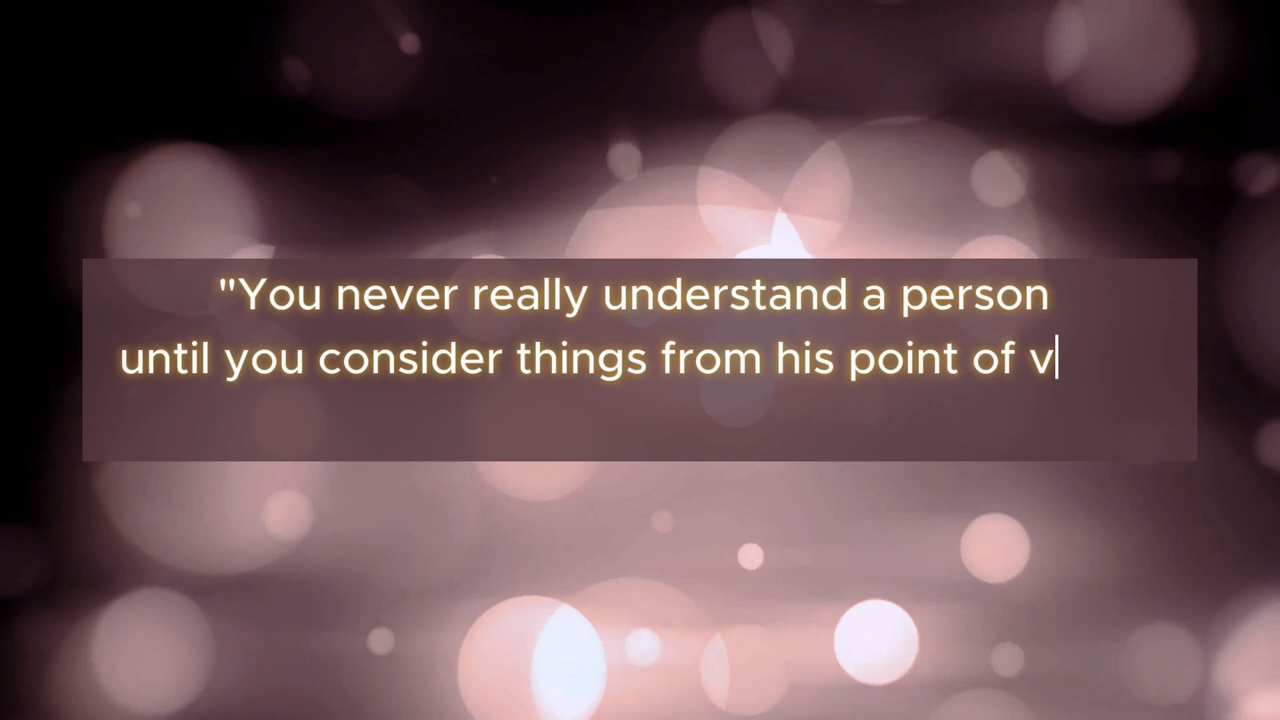 "You never really understand a person
until you consider things from his point of v